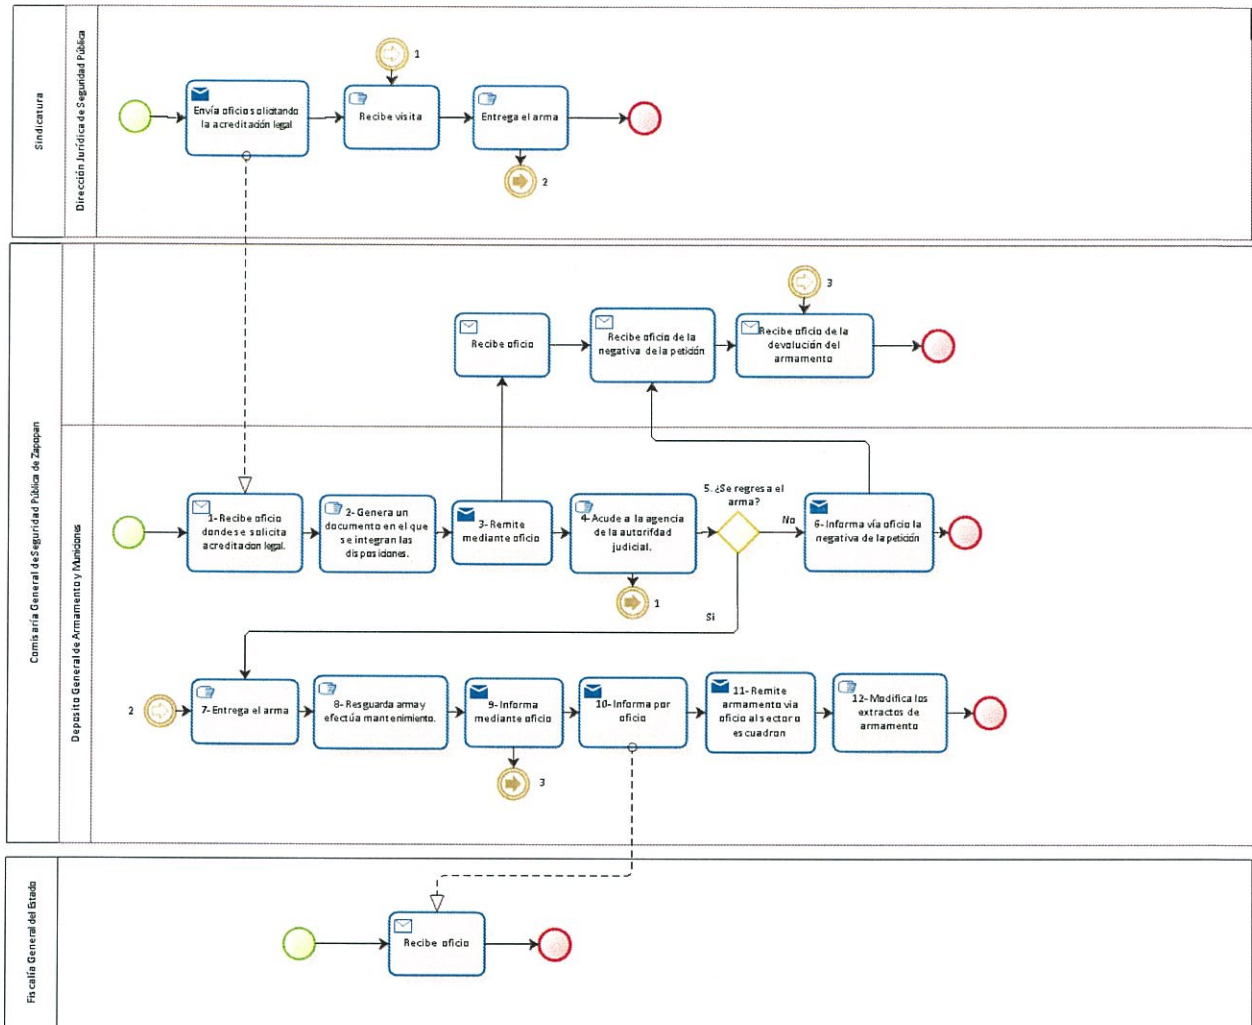 Sindicatura
Dirección Jurídica de Seguridad Pública
1
Envía oficio solicitando
la acreditación legal
Recibe visita
Entrega el arma
2
Comisaría General de Seguridad Pública de Zapopan
3
Recibe oficio
Recibe oficio de la
negativa de la petición
Recibe oficio de la
devolución del
armamento
Deposito General de Armamento y Municiones
1-Recibe oficio
donde se solicita
acreditacion legal.
2-Genera un
documento en el que
se integran las
disposiciones.
3-Remite
mediante oficio
4-Acude a la agencia
de la autorifdad
judicial.
1
5. ¿Se regresa el
arma?
No
Si
6-Informa vía oficio la
negativa de la petición
2
7-Entrega el arma
8-Resguarda arma y
efectúa mantenimiento.
9-Informa
mediante oficio
3
10-Informa por
oficio
11-Remite
armamento via
oficio al sector o
escuadron
12-Modifica los
extractos de
armamento
Fiscalía General del Estado
Recibe oficio